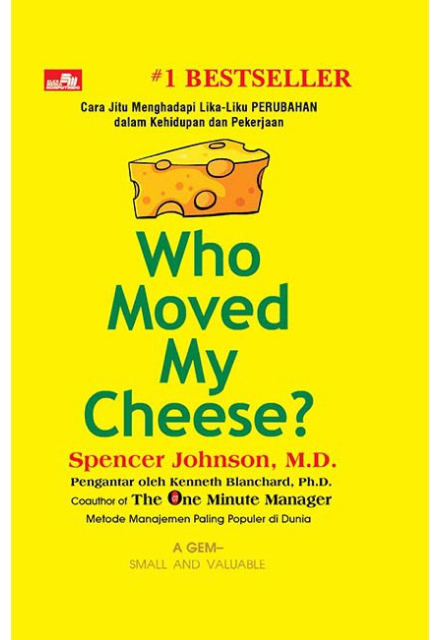 #1 BESTSELLER
Cara Jitu Menghadapi Lika-Liku PERUBAHAN
dalam Kehidupan dan Pekerjaan
Who
Moved
My
Cheese?
Spencer Johnson, M.D.
Pengantar oleh Kenneth Blanchard, Ph.D.
Coauthor of The One Minute Manager
Metode Manajemen Paling Populer di Dunia
A GEM–
SMALL AND VALUABLE